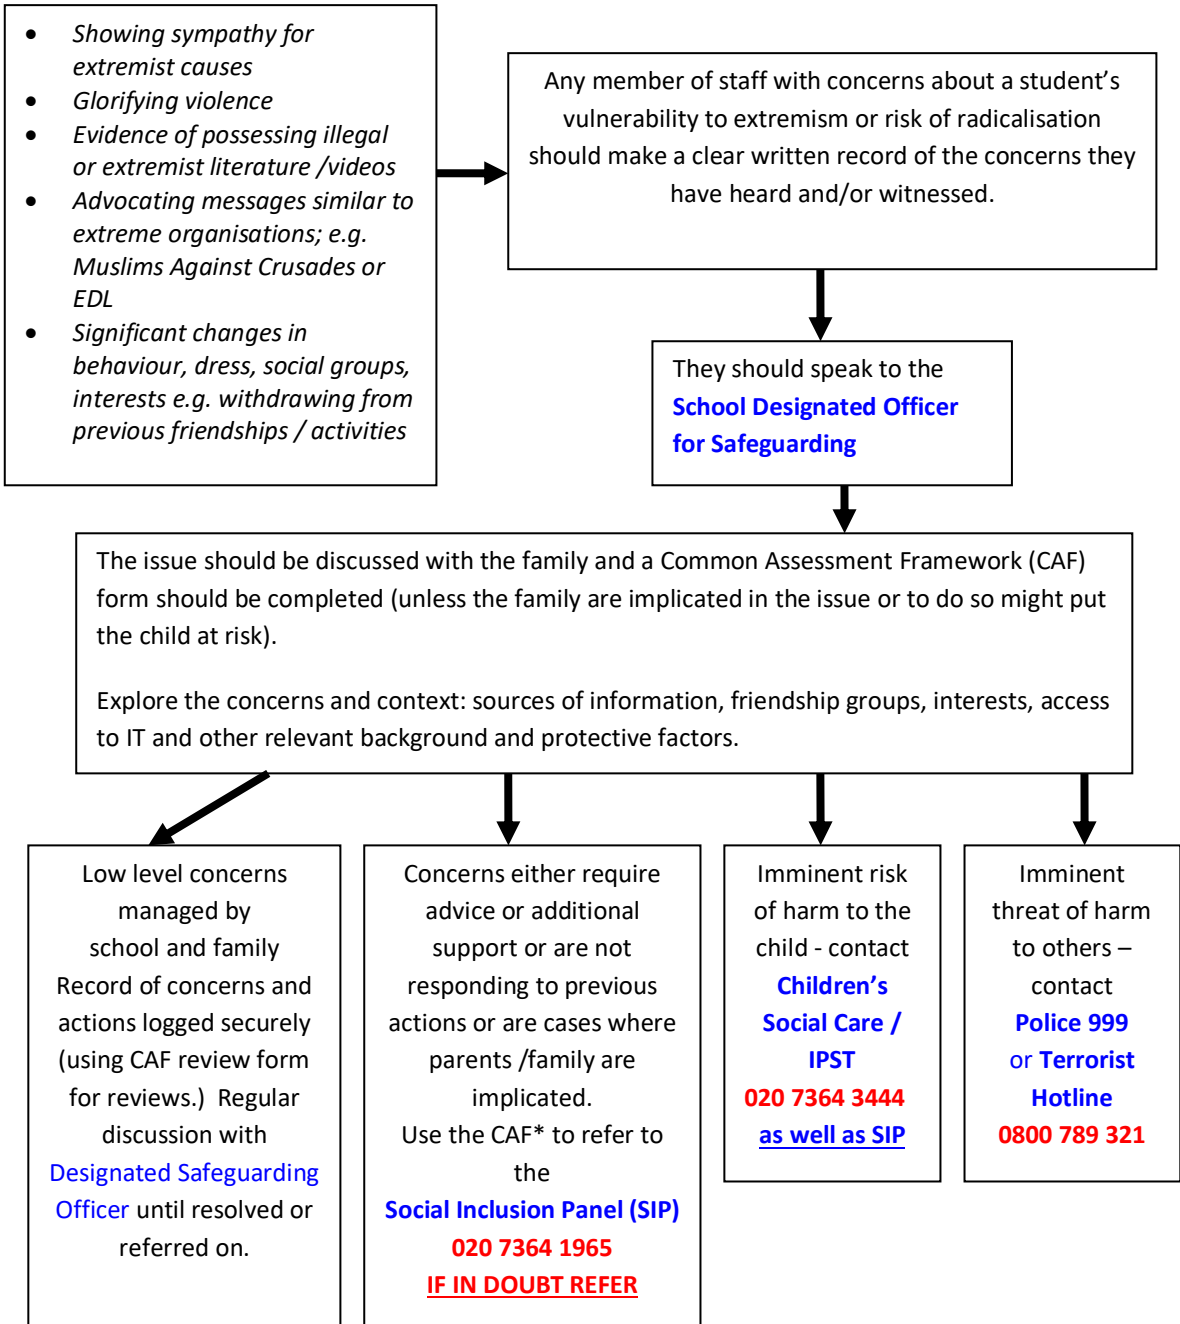 • Showing sympathy for
extremist causes
• Glorifying violence
• Evidence of possessing illegal
or extremist literature /videos
• Advocating messages similar to
extreme organisations; e.g.
Muslims Against Crusades or
EDL
• Significant changes in
behaviour, dress, social groups,
interests e.g. withdrawing from
previous friendships / activities
Any member of staff with concerns about a student’s
vulnerability to extremism or risk of radicalisation
should make a clear written record of the concerns they
have heard and/or witnessed.
They should speak to the
School Designated Officer
for Safeguarding
The issue should be discussed with the family and a Common Assessment Framework (CAF)
form should be completed (unless the family are implicated in the issue or to do so might put
the child at risk).
Explore the concerns and context: sources of information, friendship groups, interests, access
to IT and other relevant background and protective factors.
Low level concerns
managed by
school and family
Record of concerns and
actions logged securely
(using CAF review form
for reviews.)  Regular
discussion with
Designated Safeguarding
Officer until resolved or
referred on.
Concerns either require
advice or additional
support or are not
responding to previous
actions or are cases where
parents /family are
implicated.
Use the CAF* to refer to
the
Social Inclusion Panel (SIP)
020 7364 1965
IF IN DOUBT REFER
Imminent risk
of harm to the
child - contact
Children’s
Social Care /
IPST
020 7364 3444
as well as SIP
Imminent
threat of harm
to others –
contact
Police 999
or Terrorist
Hotline
0800 789 321